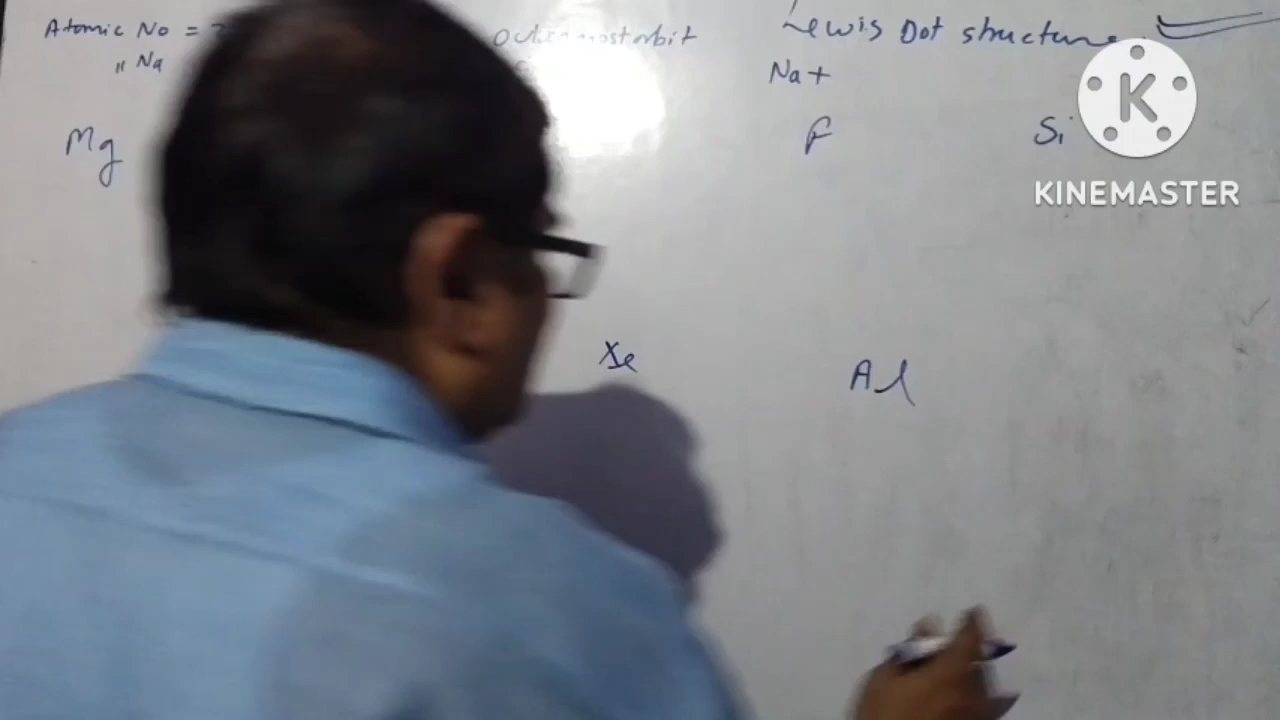 Atomic No =
Outermost orbit
Lewis Dot structure
" Na
Na+
Mg
F
Si
K
KINEMASTER
Xe
Al